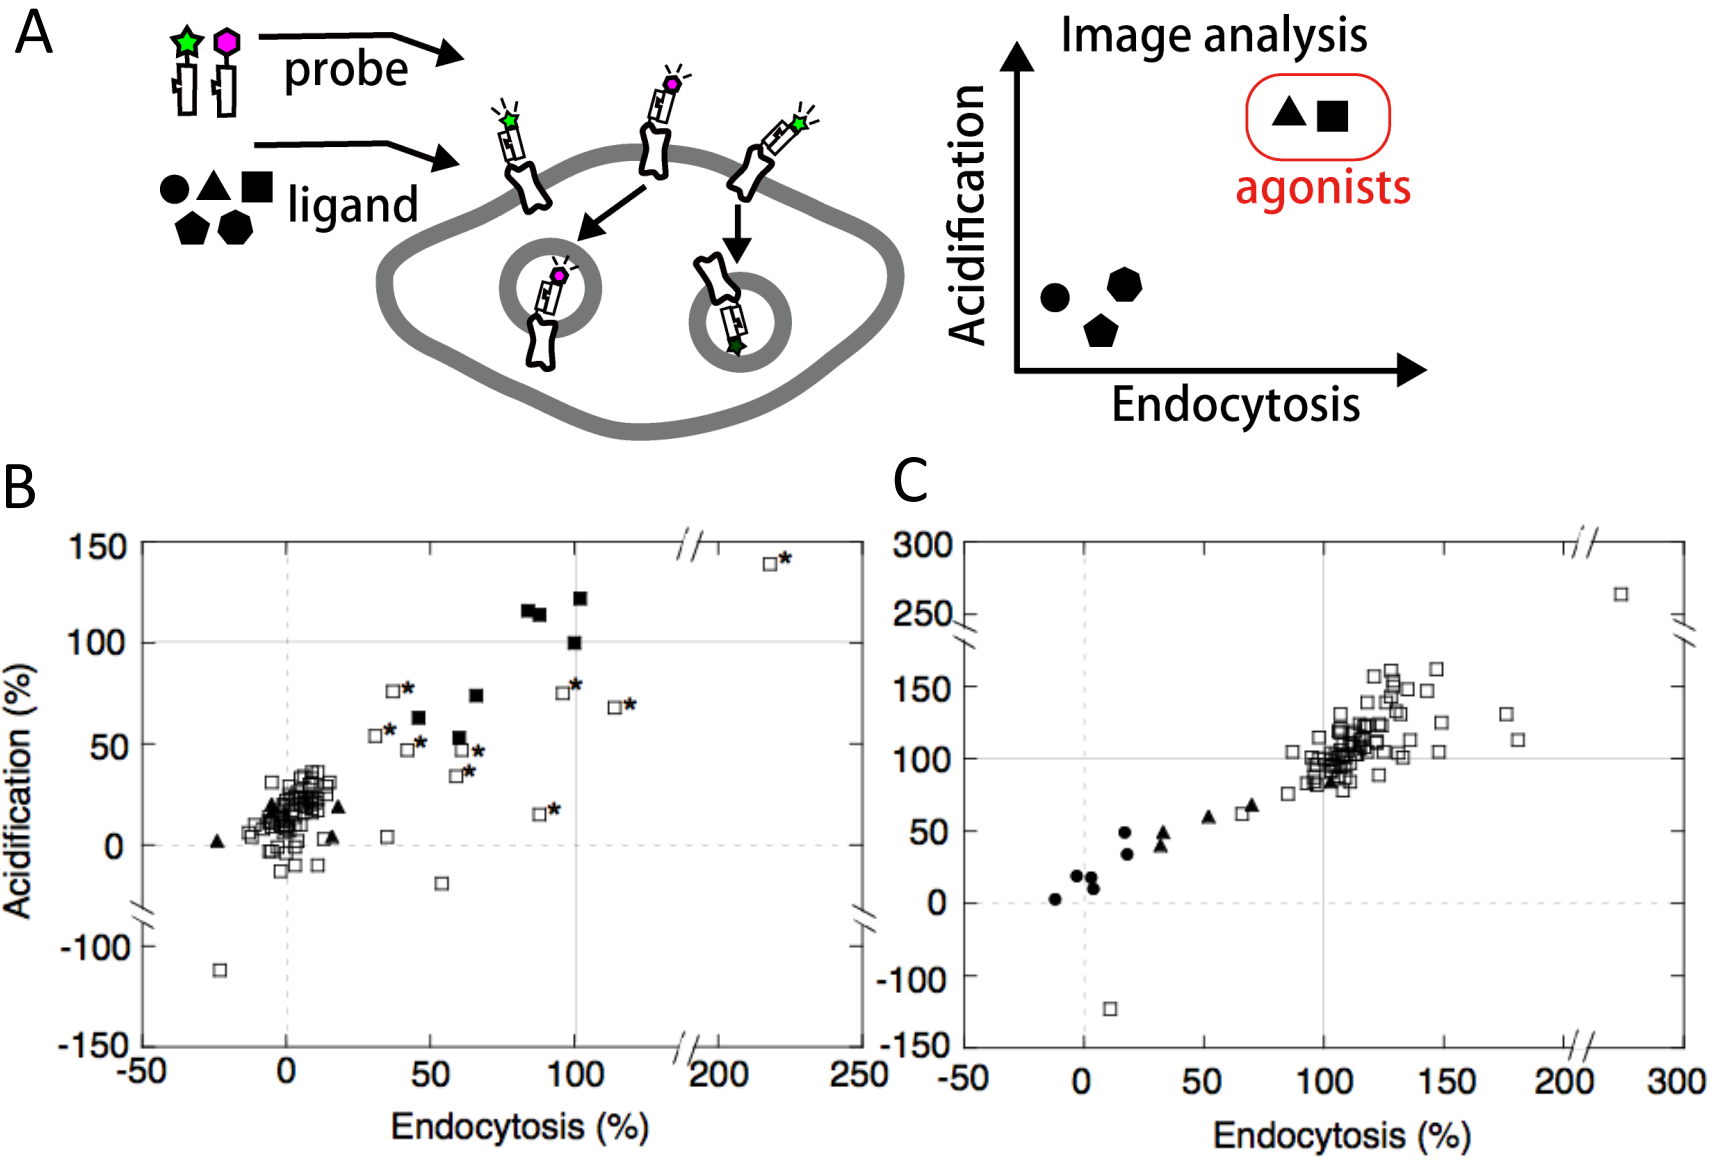 A
probe
ligand
Image analysis
Acidification
agonists
Endocytosis
B
150
100
50
0
-100
-150
-50
0
50
100
200
250
Acidification (%)
Endocytosis (%)
* * * * * * * * *
C
300
250
150
100
50
0
-100
-150
-50
0
50
100
150
200
300
Endocytosis (%)